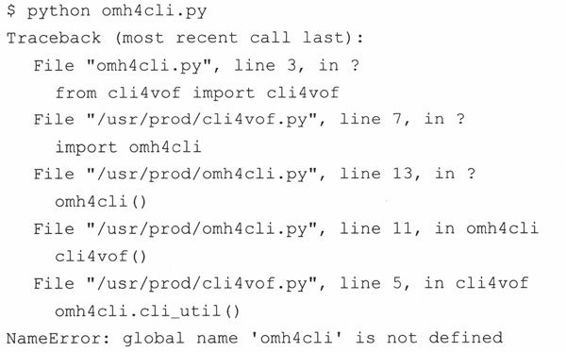 $ python omh4cli.py
Traceback (most recent call last):
File "omh4cli.py", line 3, in ?
from cli4vof import cli4vof
File "/usr/prod/cli4vof.py", line 7, in ?
import omh4cli
File "/usr/prod/omh4cli.py", line 13, in ?
omh4cli()
File "/usr/prod/omh4cli.py", line 11, in omh4cli
cli4vof()
File "/usr/prod/cli4vof.py", line 5, in cli4vof
omh4cli.cli_util()
NameError: global name 'omh4cli' is not defined